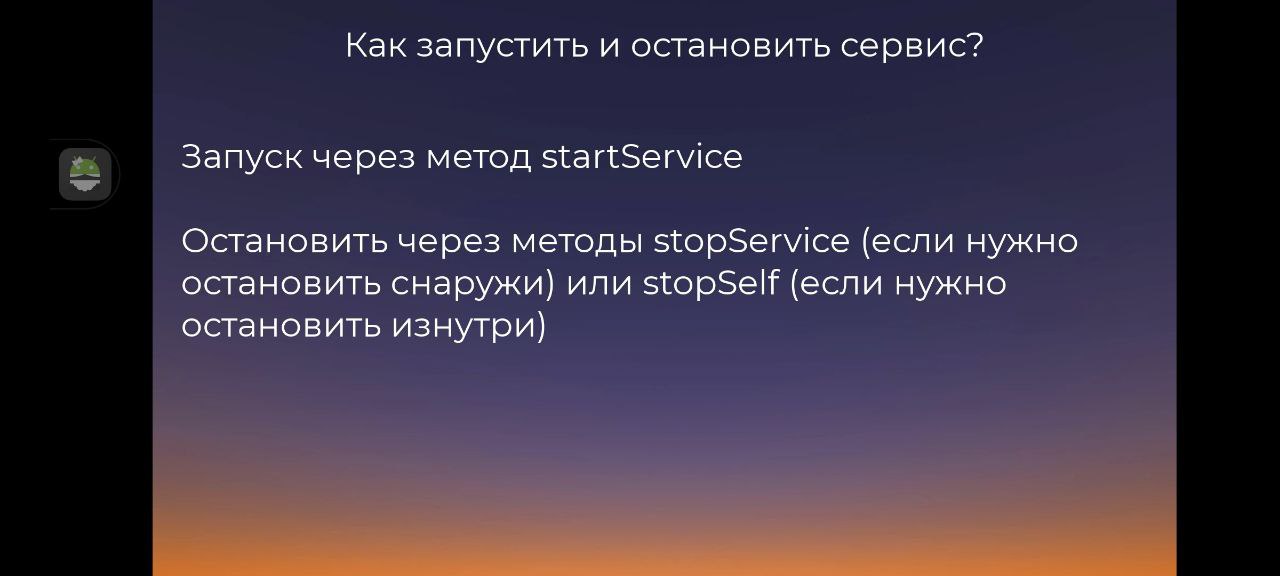 Как запустить и остановить сервис?
Запуск через метод startService
Остановить через методы stopService (если нужно
остановить снаружи) или stopSelf (если нужно
остановить изнутри)